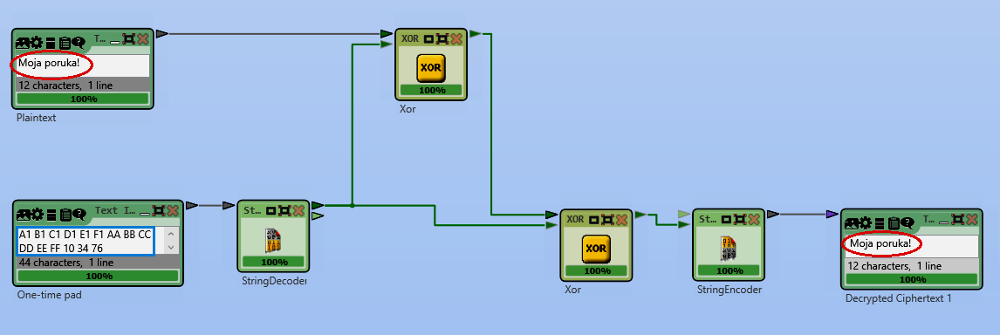 T...
Moja poruka!
12 characters, 1 line
100%
Plaintext
XOR
XOR
100%
Xor
Text I...
A1 B1 C1 D1 E1 F1 AA BB CC
DD EE FF 10 34 76
44 characters, 1 line
100%
One-time pad
St...
100%
StringDecoder
XOR
XOR
100%
Xor
St...
100%
StringEncoder
T...
Moja poruka!
12 characters, 1 line
100%
Decrypted Ciphertext 1